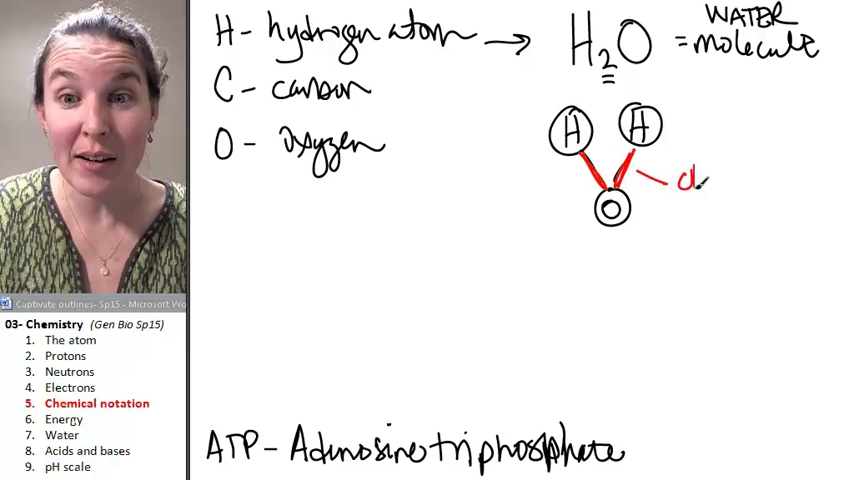 H - hydrogen atom → H2O = WATER molecule
C - carbon
O - oxygen
H H
O
ATP - Adinosine triphosphate
Captivate outlines- Sp15 - Microsoft Wo
03- Chemistry (Gen Bio Sp15)
1. The atom
2. Protons
3. Neutrons
4. Electrons
5. Chemical notation
6. Energy
7. Water
8. Acids and bases
9. pH scale